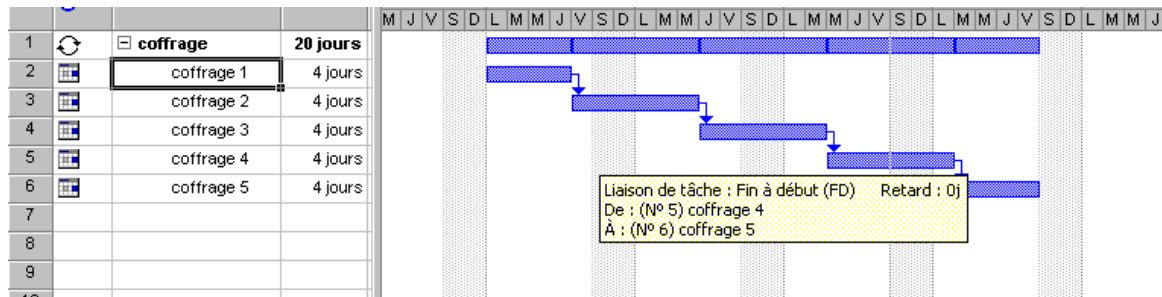 M J V S D L M M J V S D L M M J V S D L M M J V S D L M M J V S D L M M J
1 coffrage 20 jours
2 coffrage 1 4 jours
3 coffrage 2 4 jours
4 coffrage 3 4 jours
5 coffrage 4 4 jours
6 coffrage 5 4 jours
Liaison de tâche : Fin à début (FD) Retard : 0j
De : (Nº 5) coffrage 4
À : (Nº 6) coffrage 5
7
8
9